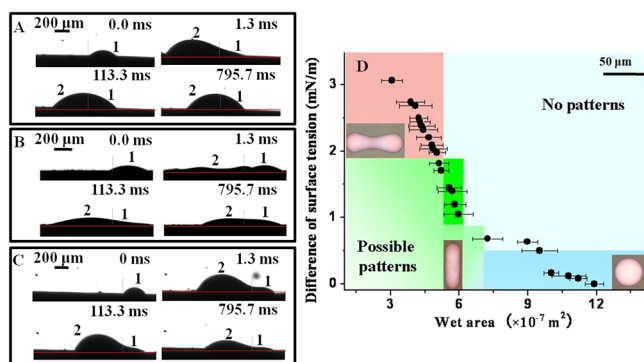 A
200 μm
0.0 ms
1.3 ms
2
1
2
1
113.3 ms
795.7 ms
2
1
2
1
B
200 μm
0.0 ms
1.3 ms
1
2
1
113.3 ms
795.7 ms
2
1
2
1
C
200 μm
0 ms
1.3 ms
1
2
1
113.3 ms
795.7 ms
2
1
2
1
D
50 μm
No patterns
Possible
patterns
Difference of surface tension (mN/m)
3
2
1
0
3
6
9
12
Wet area (×10⁻⁷ m²)